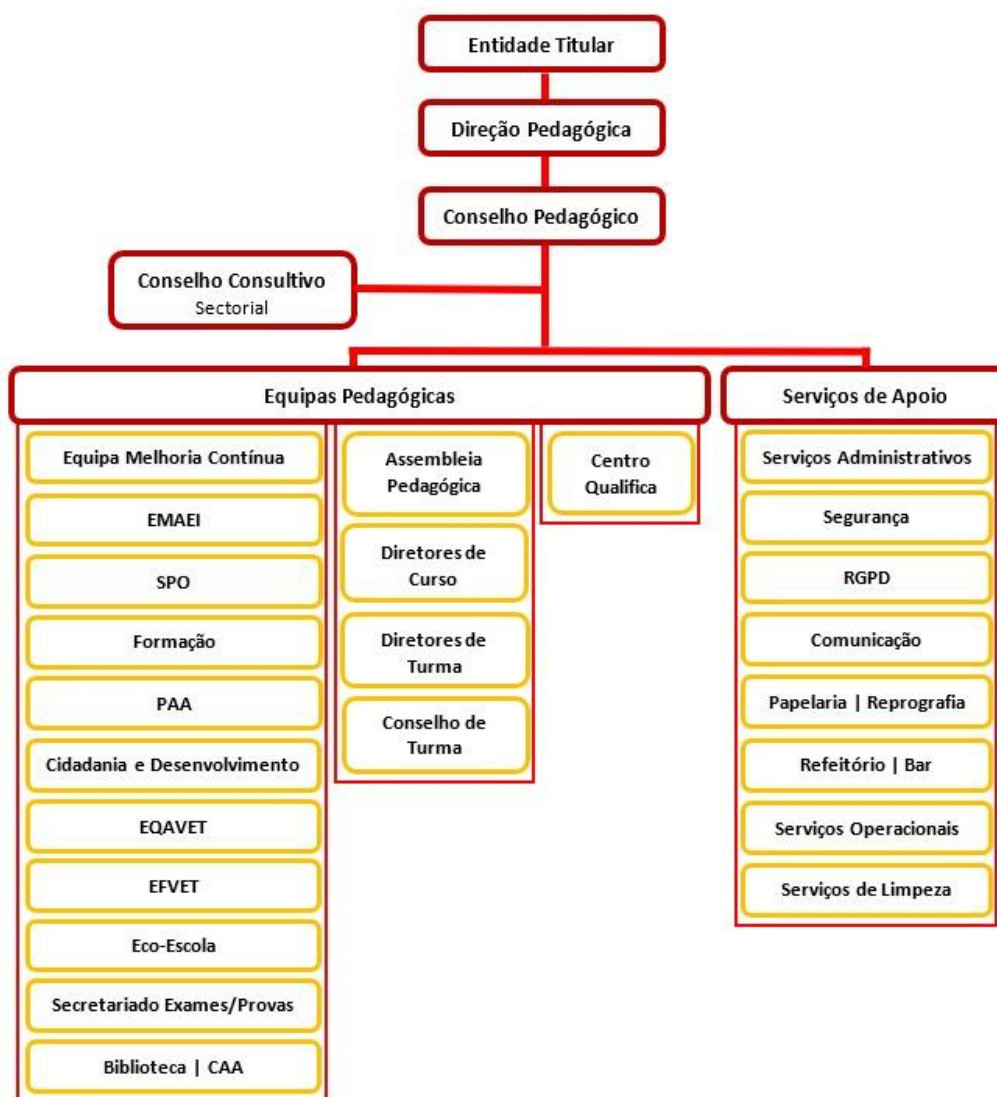 Entidade Titular
Direção Pedagógica
Conselho Pedagógico
Conselho Consultivo
Sectorial
Equipas Pedagógicas
Equipa Melhoria Contínua
EMAEI
SPO
Formação
PAA
Cidadania e Desenvolvimento
EQAVET
EFVET
Eco-Escola
Secretariado Exames/Provas
Biblioteca | CAA
Assembleia
Pedagógica
Diretores de
Curso
Diretores de
Turma
Conselho de
Turma
Centro
Qualifica
Serviços de Apoio
Serviços Administrativos
Segurança
RGPD
Comunicação
Papelaria | Reprografia
Refeitório | Bar
Serviços Operacionais
Serviços de Limpeza